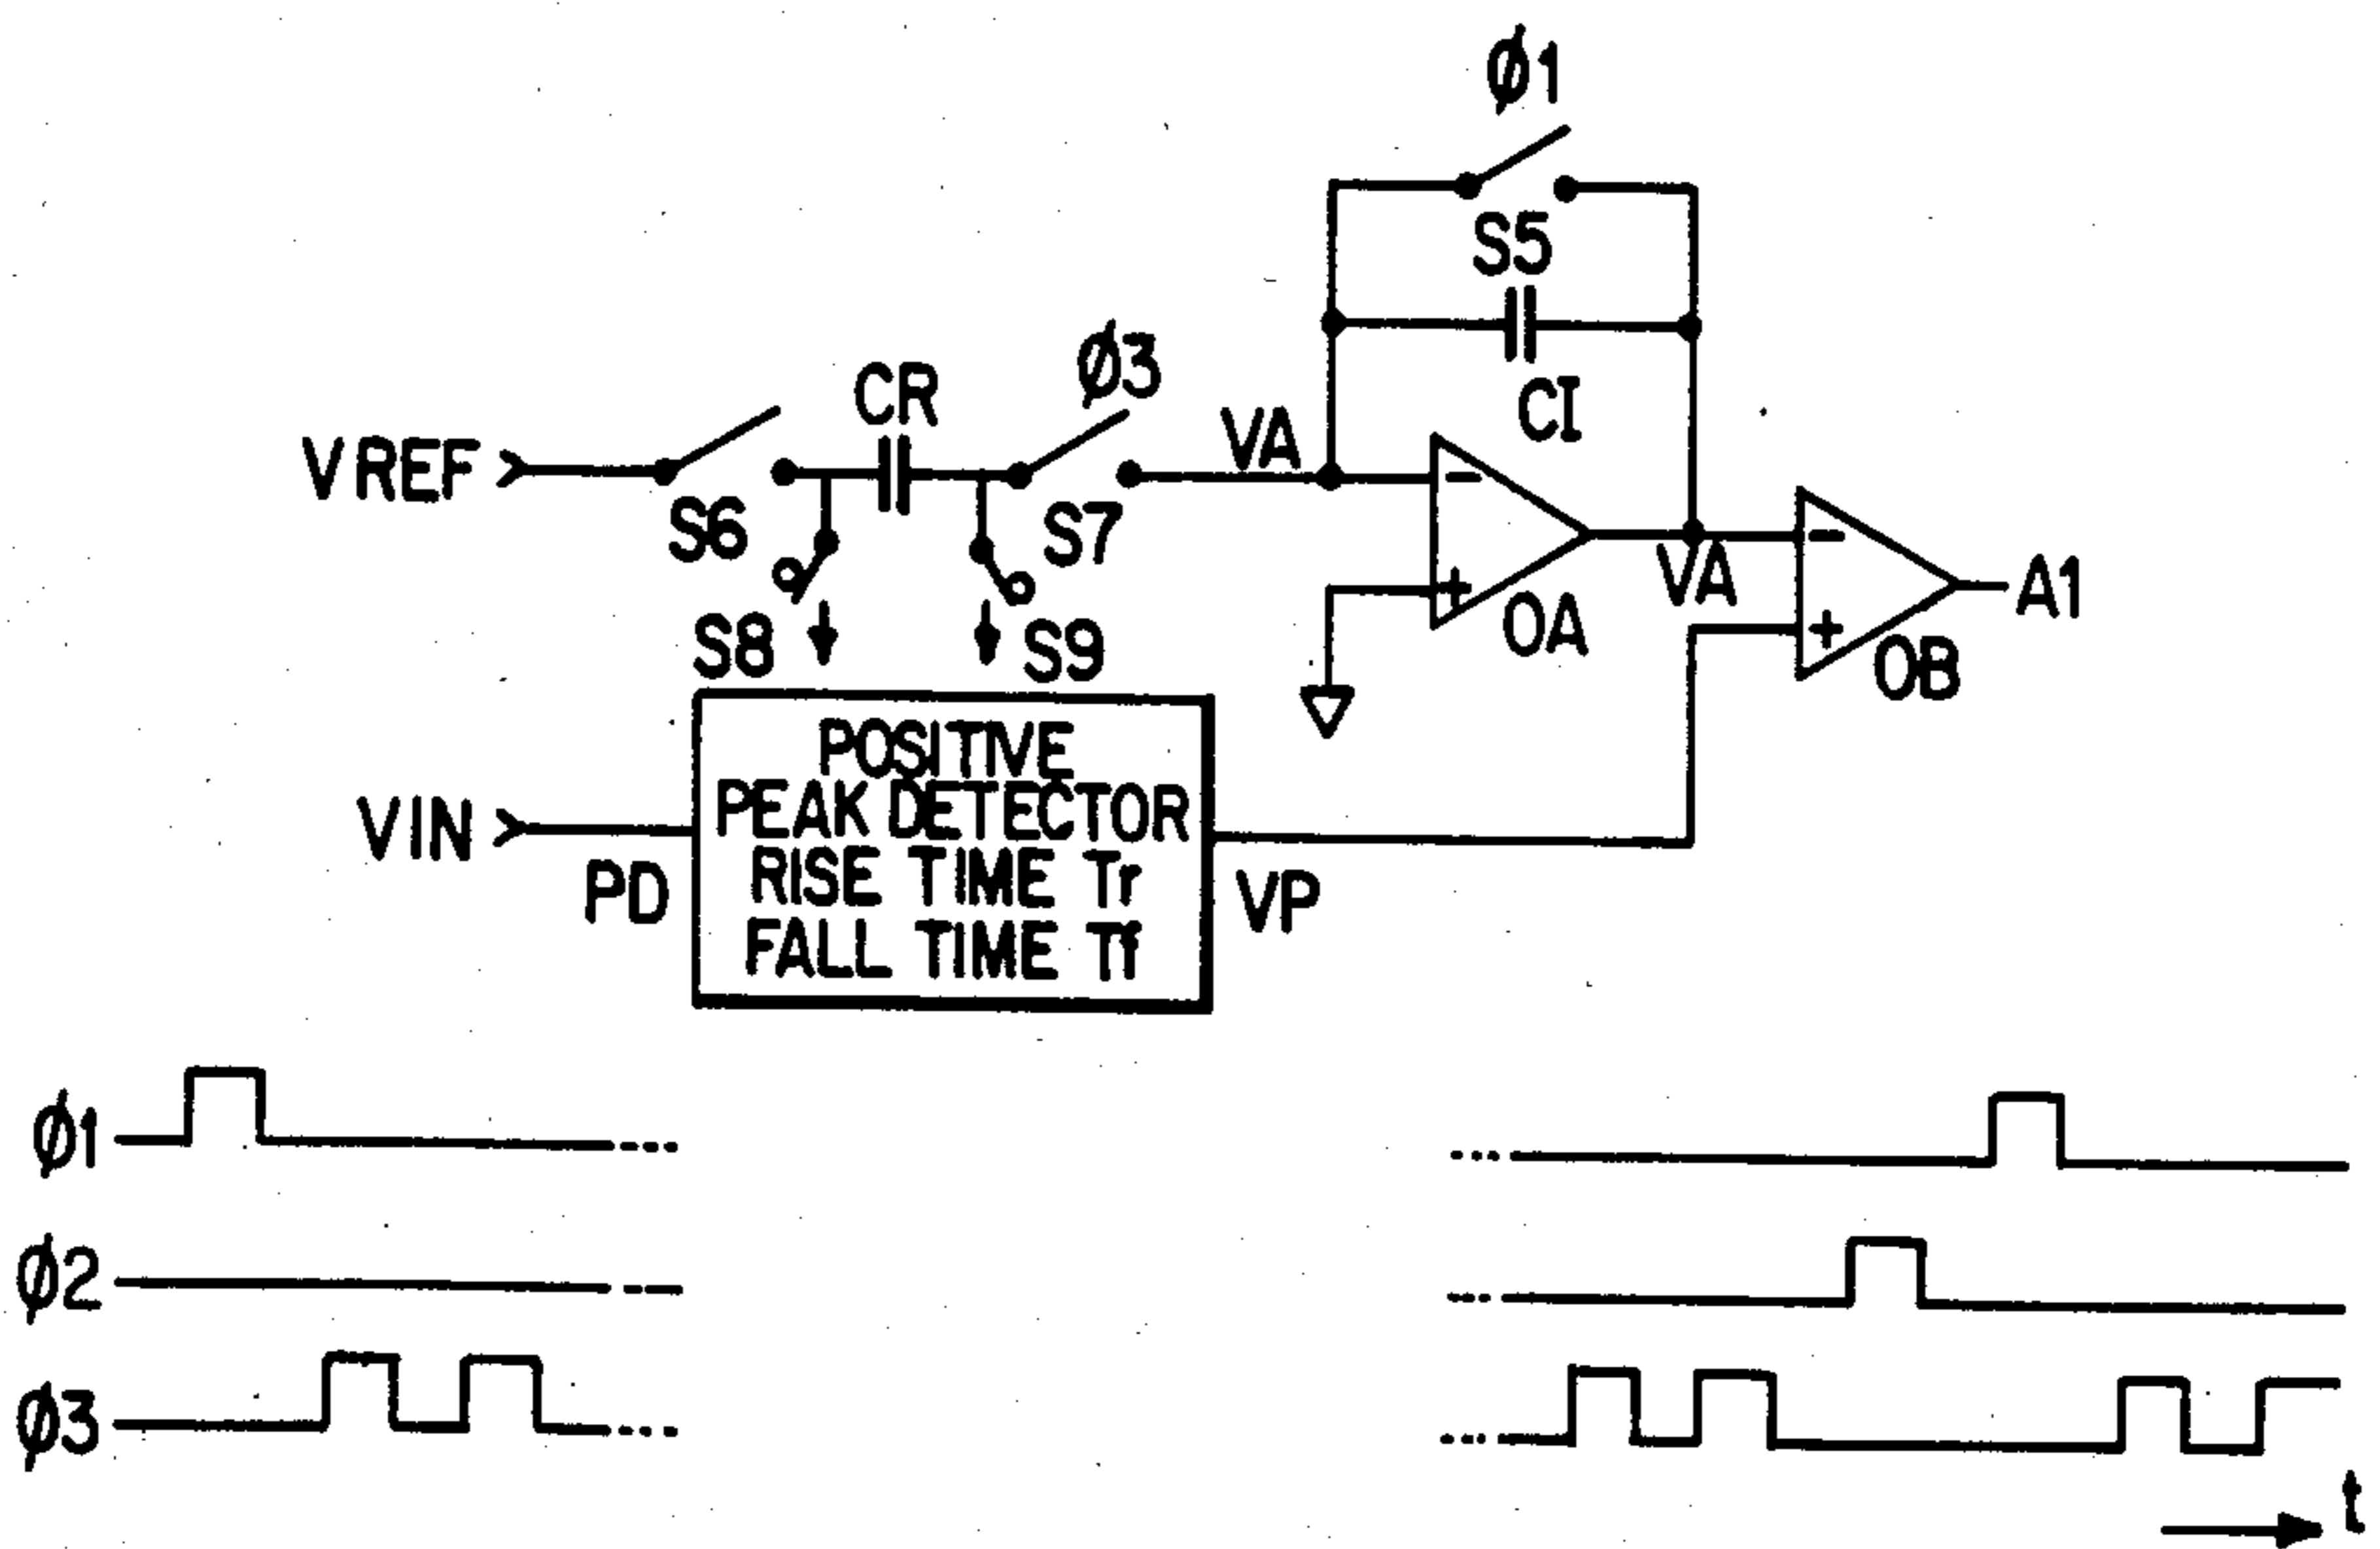 Ø1
S5
CI
Ø3
CR
VREF
S6
S7
VA
-
+
OA
VA
-
+
OB
A1
S8
S9
VIN
PD
POSITIVE
PEAK DETECTOR
RISE TIME Tr
FALL TIME Tf
VP
Ø1
Ø2
Ø3
t